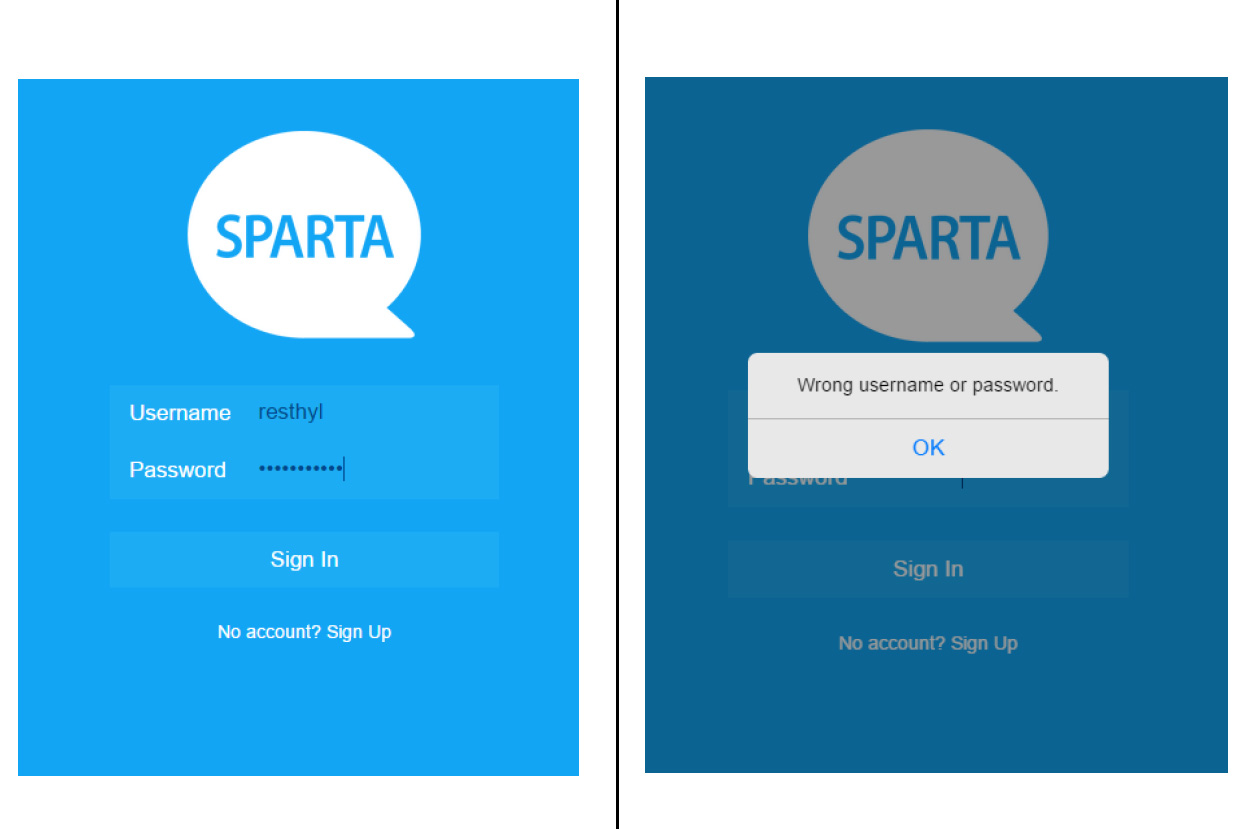 SPARTA
Username resthyl
Password •••••••••••
Sign In
No account? Sign Up
SPARTA
Wrong username or password.
OK
Password
Sign In
No account? Sign Up